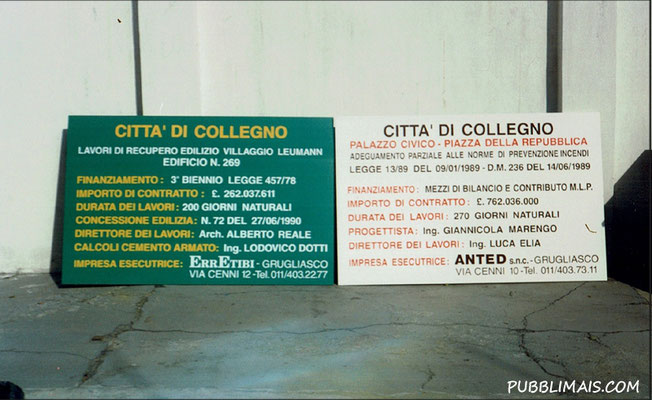 CITTA' DI COLLEGNO
LAVORI DI RECUPERO EDILIZIO VILLAGGIO LEUMANN
EDIFICIO N. 269
FINANZIAMENTO: 3° BIENNIO LEGGE 457/78
IMPORTO DI CONTRATTO: £. 262.037.611
DURATA DEI LAVORI: 200 GIORNI NATURALI
CONCESSIONE EDILIZIA: N. 72 DEL 27/06/1990
DIRETTORE DEI LAVORI: Arch. ALBERTO REALE
CALCOLI CEMENTO ARMATO: Ing. LODOVICO DOTTI
IMPRESA ESECUTRICE: ERRETIBI - GRUGLIASCO
VIA CENNI 12 -Tel. 011/403.22.77
CITTA' DI COLLEGNO
PALAZZO CIVICO - PIAZZA DELLA REPUBBLICA
ADEGUAMENTO PARZIALE ALLE NORME DI PREVENZIONE INCENDI
LEGGE 13/89 DEL 09/01/1989 - D.M. 236 DEL 14/06/1989
FINANZIAMENTO: MEZZI DI BILANCIO E CONTRIBUTO M.L.P.
IMPORTO DI CONTRATTO: £. 762.036.000
DURATA DEI LAVORI: 270 GIORNI NATURALI
PROGETTISTA: Ing. GIANNICOLA MARENGO
DIRETTORE DEI LAVORI: Ing. LUCA ELIA
IMPRESA ESECUTRICE: ANTED s.n.c. - GRUGLIASCO
VIA CENNI 10 - Tel. 011/403.73.11
PUBBLIMAIS.COM